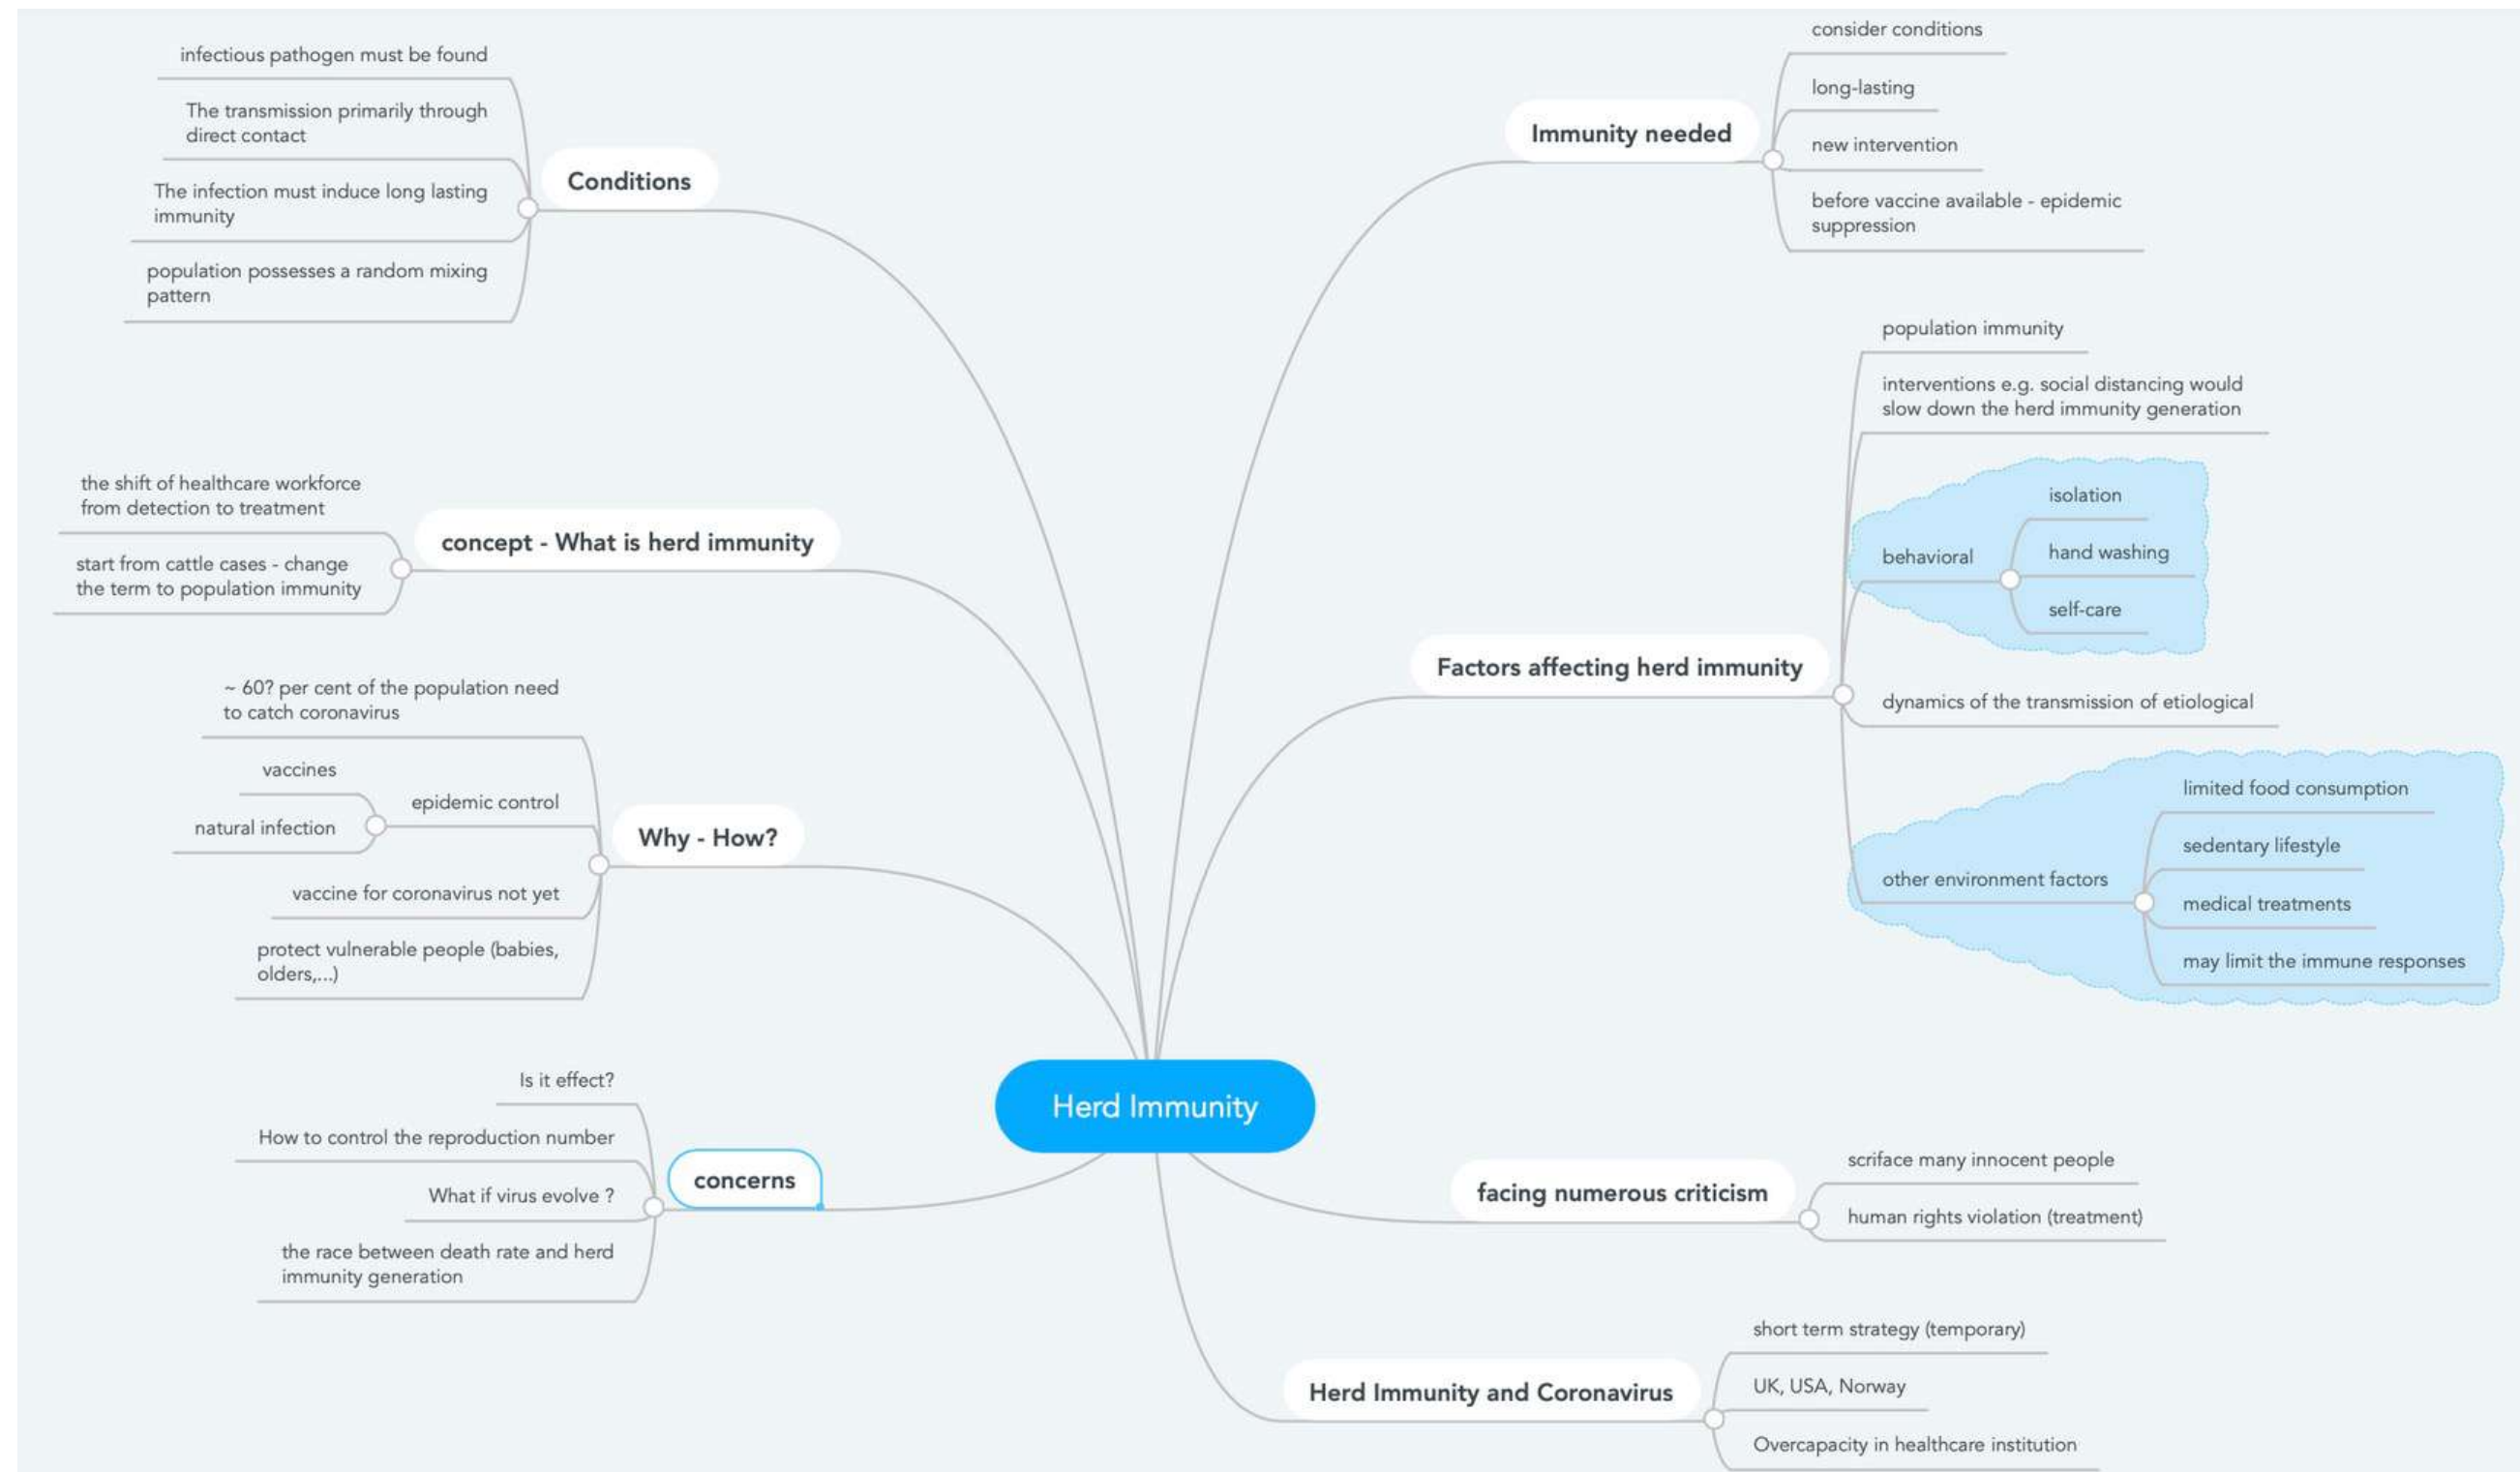 infectious pathogen must be found
The transmission primarily through
direct contact
The infection must induce long lasting
immunity
population possesses a random mixing
pattern
Conditions
the shift of healthcare workforce
from detection to treatment
start from cattle cases - change
the term to population immunity
concept - What is herd immunity
~ 60? per cent of the population need
to catch coronavirus
vaccines
natural infection
epidemic control
vaccine for coronavirus not yet
protect vulnerable people (babies,
olders,...)
Why - How?
Is it effect?
How to control the reproduction number
What if virus evolve ?
the race between death rate and herd
immunity generation
concerns
Herd Immunity
Immunity needed
consider conditions
long-lasting
new intervention
before vaccine available - epidemic
suppression
Factors affecting herd immunity
population immunity
interventions e.g. social distancing would
slow down the herd immunity generation
behavioral
isolation
hand washing
self-care
dynamics of the transmission of etiological
other environment factors
limited food consumption
sedentary lifestyle
medical treatments
may limit the immune responses
facing numerous criticism
scriface many innocent people
human rights violation (treatment)
Herd Immunity and Coronavirus
short term strategy (temporary)
UK, USA, Norway
Overcapacity in healthcare institution